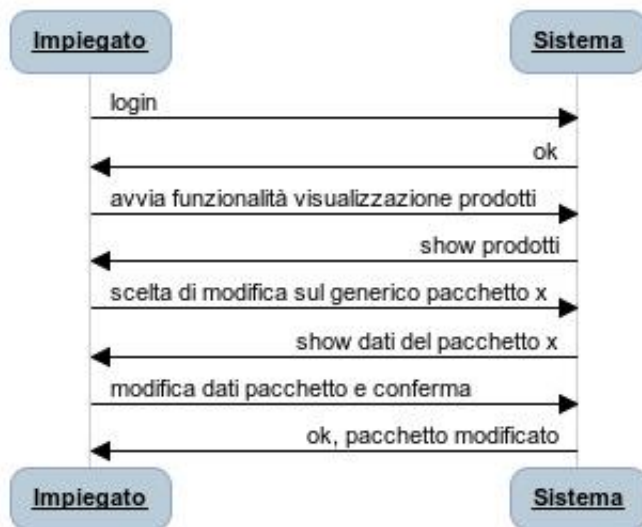 Impiegato
Sistema
login
ok
avvia funzionalità visualizzazione prodotti
show prodotti
scelta di modifica sul generico pacchetto x
show dati del pacchetto x
modifica dati pacchetto e conferma
ok, pacchetto modificato
Impiegato
Sistema